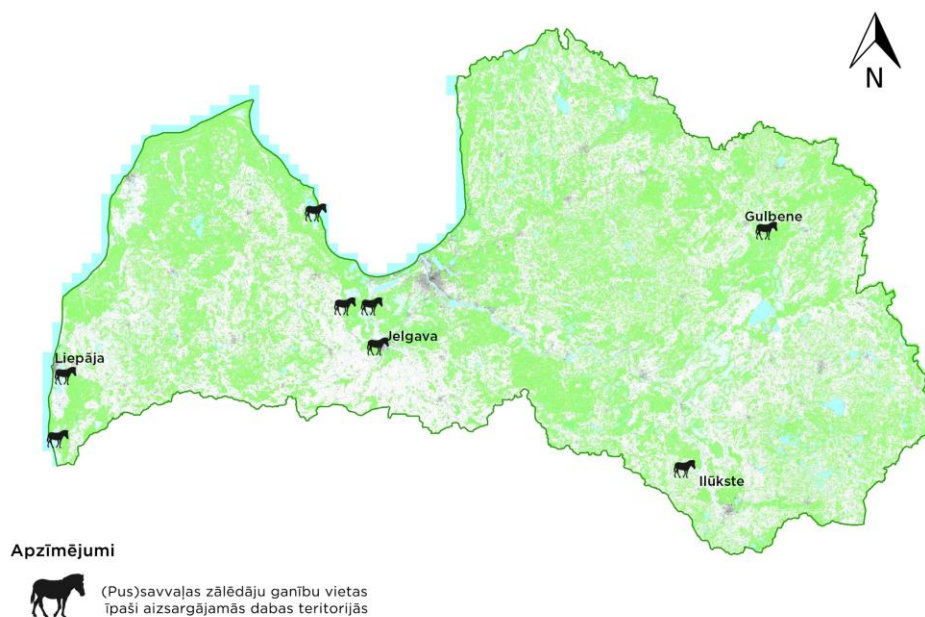 N
Gulbene
Jelgava
Liepāja
Ilūkste
Apzīmējumi
(Pus)savvaļas zālēdāju ganību vietas
īpaši aizsargājamās dabas teritorijās